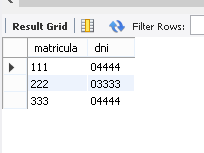 Result Grid Filter Rows:
matricula dni
111 04444
222 03333
333 04444